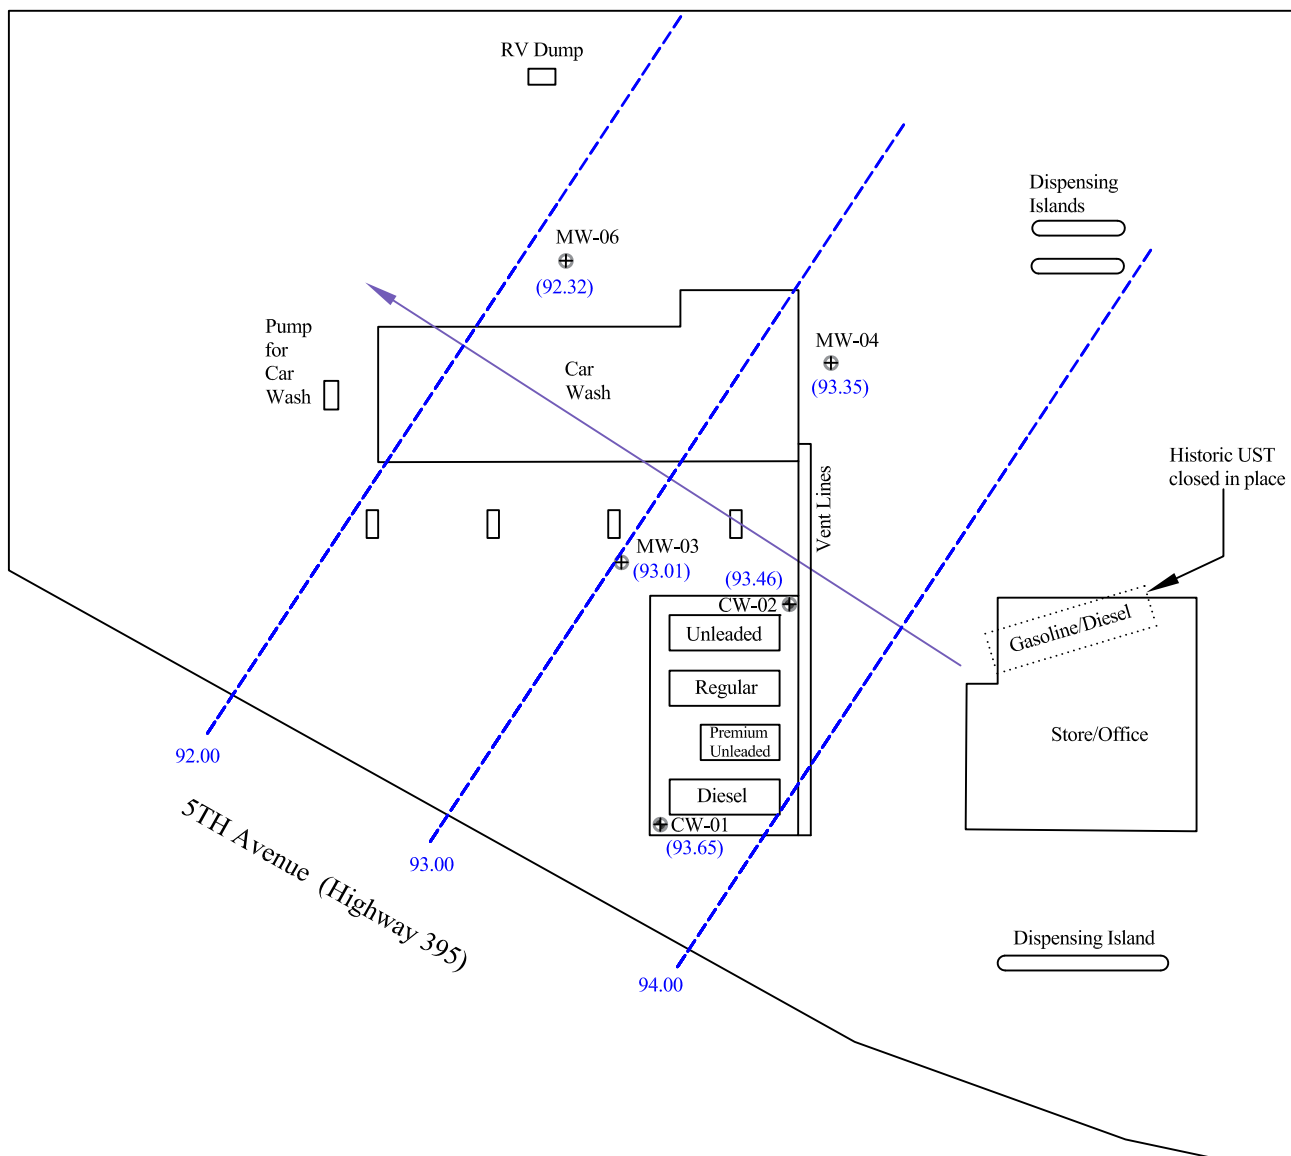 RV Dump
Dispensing
Islands
MW-06
(92.32)
Pump
for
Car
Wash
Car
Wash
MW-04
(93.35)
Historic UST
closed in place
Vent Lines
MW-03
(93.01)
(93.46)
CW-02
Unleaded
Gasoline/Diesel
Regular
Premium
Unleaded
Store/Office
Diesel
CW-01
(93.65)
92.00
93.00
94.00
5TH Avenue (Highway 395)
Dispensing Island